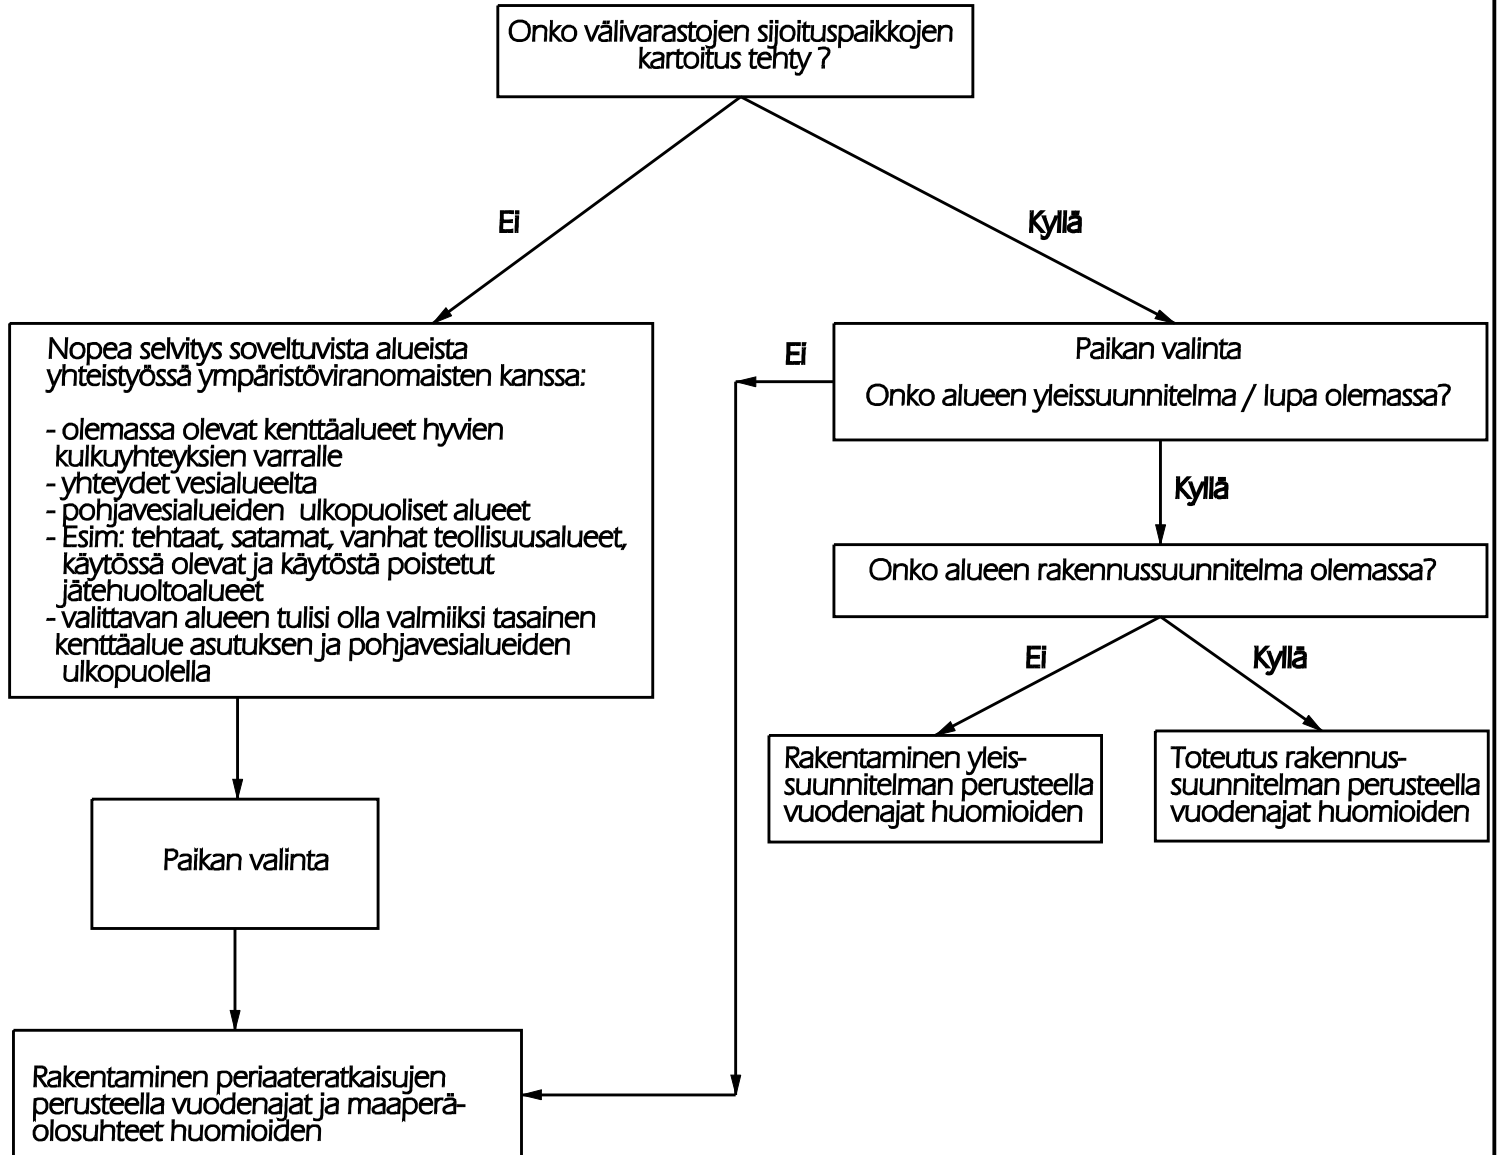 Onko välivarastojen sijoituspaikkojen
kartoitus tehty ?
Ei
Kyllä
Nopea selvitys soveltuvista alueista
yhteistyössä ympäristöviranomaisten kanssa:
- olemassa olevat kenttäalueet hyvien
kulkuyhteyksien varralle
- yhteydet vesialueelta
- pohjavesialueiden ulkopuoliset alueet
- Esim: tehtaat, satamat, vanhat teollisuusalueet,
käytössä olevat ja käytöstä poistetut
jätehuoltoalueet
- valittavan alueen tulisi olla valmiiksi tasainen
kenttäalue asutuksen ja pohjavesialueiden
ulkopuolella
Ei
Paikan valinta
Onko alueen yleissuunnitelma / lupa olemassa?
Kyllä
Onko alueen rakennussuunnitelma olemassa?
Ei
Kyllä
Rakentaminen yleis-
suunnitelman perusteella
vuodenajat huomioiden
Toteutus rakennus-
suunnitelman perusteella
vuodenajat huomioiden
Paikan valinta
Rakentaminen periaateratkaisujen
perusteella vuodenajat ja maaperä-
olosuhteet huomioiden